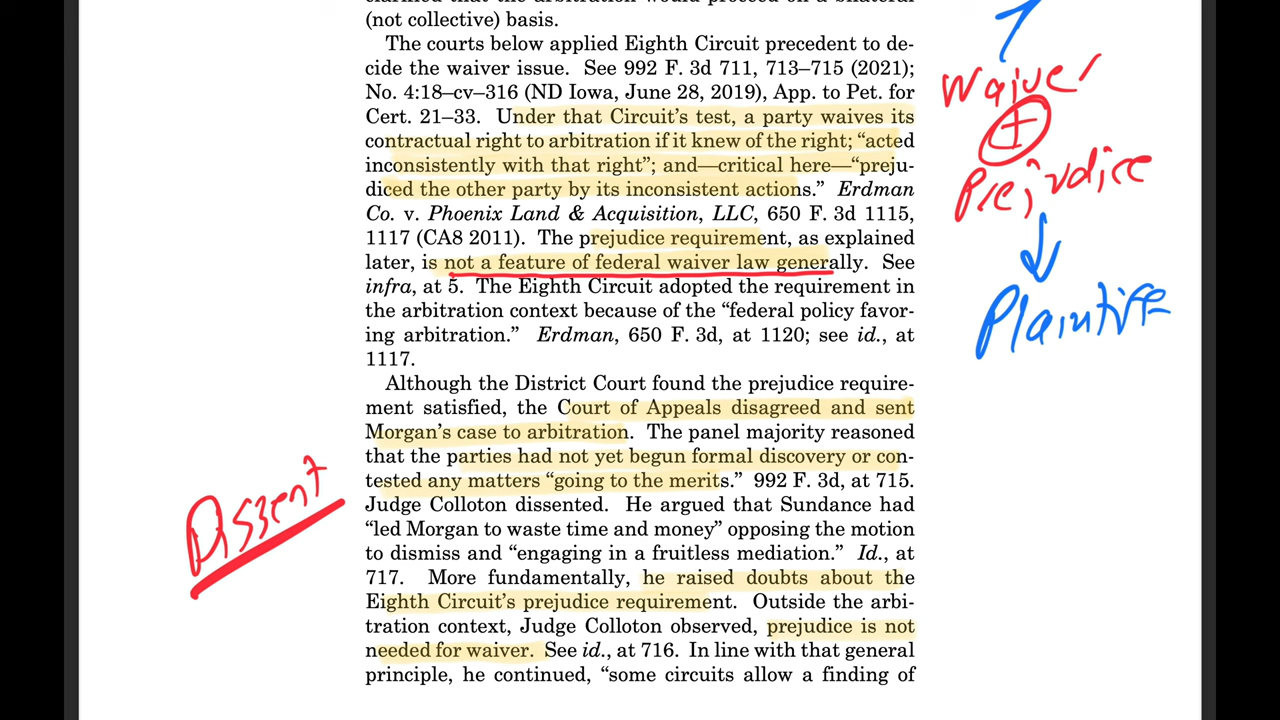 clarified that the arbitration would proceed on a bilateral
(not collective) basis.
The courts below applied Eighth Circuit precedent to de-
cide the waiver issue. See 992 F. 3d 711, 713–715 (2021);
No. 4:18–cv–316 (ND Iowa, June 28, 2019), App. to Pet. for
Cert. 21–33. Under that Circuit’s test, a party waives its
contractual right to arbitration if it knew of the right; “acted
inconsistently with that right”; and—critical here—“preju-
diced the other party by its inconsistent actions.” Erdman
Co. v. Phoenix Land & Acquisition, LLC, 650 F. 3d 1115,
1117 (CA8 2011). The prejudice requirement, as explained
later, is not a feature of federal waiver law generally. See
infra, at 5. The Eighth Circuit adopted the requirement in
the arbitration context because of the “federal policy favor-
ing arbitration.” Erdman, 650 F. 3d, at 1120; see id., at
1117.
Although the District Court found the prejudice require-
ment satisfied, the Court of Appeals disagreed and sent
Morgan’s case to arbitration. The panel majority reasoned
that the parties had not yet begun formal discovery or con-
tested any matters “going to the merits.” 992 F. 3d, at 715.
Judge Colloton dissented. He argued that Sundance had
“led Morgan to waste time and money” opposing the motion
to dismiss and “engaging in a fruitless mediation.” Id., at
717. More fundamentally, he raised doubts about the
Eighth Circuit’s prejudice requirement. Outside the arbi-
tration context, Judge Colloton observed, prejudice is not
needed for waiver. See id., at 716. In line with that general
principle, he continued, “some circuits allow a finding of
Waiver
+
Prejudice
Plaintiff
Dissent